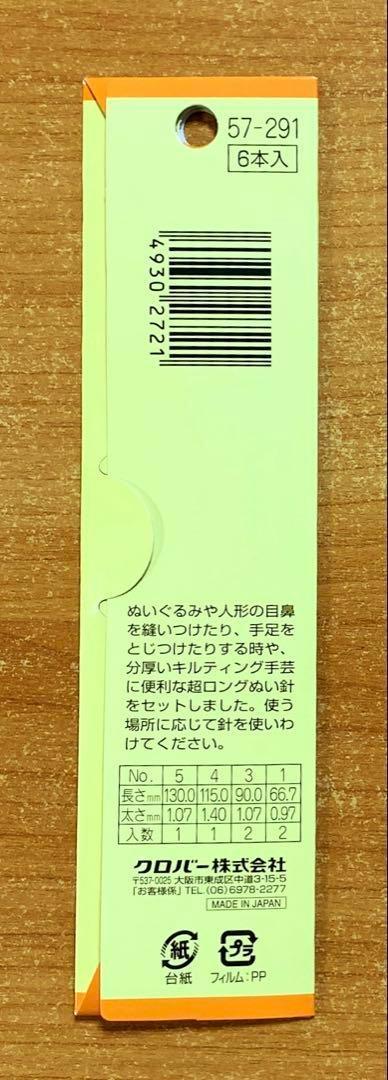 57-291
6本入
4930 2721
ぬいぐるみや人形の目鼻
を縫いつけたり、手足を
とじつけたりする時や、
分厚いキルティング手芸
に便利な超ロングぬい針
をセットしました。使う
場所に応じて針を使いわ
けてください。
No. 5 4 3 1
長さmm 130.0 115.0 90.0 66.7
太さmm 1.07 1.40 1.07 0.97
入数 1 1 2 2
クロバー株式会社
〒537-0025 大阪市東成区中道3-15-5
「お客様係」TEL.(06)6978-2277
MADE IN JAPAN
紙 プラ
台紙 フィルム:PP